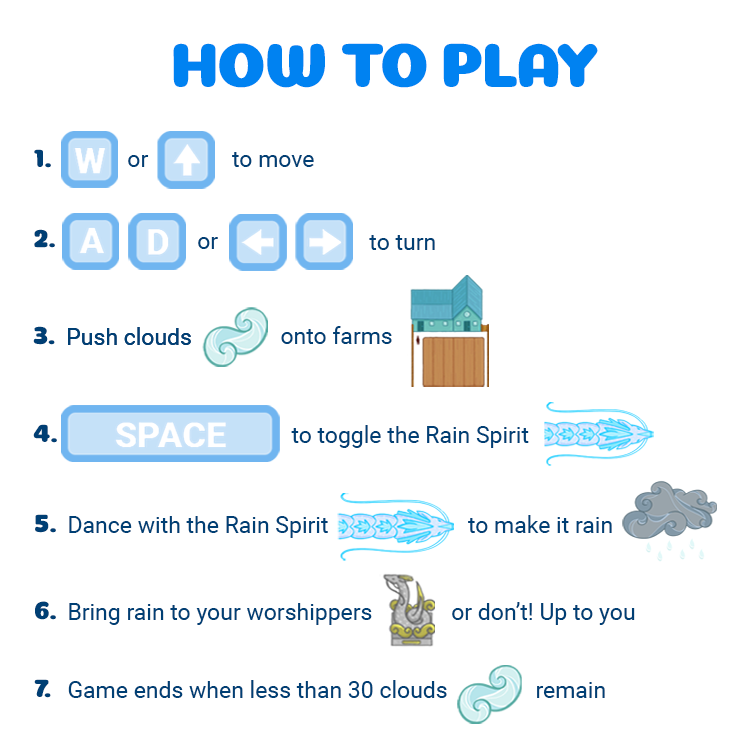 HOW TO PLAY
1. W or to move
2. A D or to turn
3. Push clouds onto farms
4. SPACE to toggle the Rain Spirit
5. Dance with the Rain Spirit to make it rain
6. Bring rain to your worshippers or don't! Up to you
7. Game ends when less than 30 clouds remain